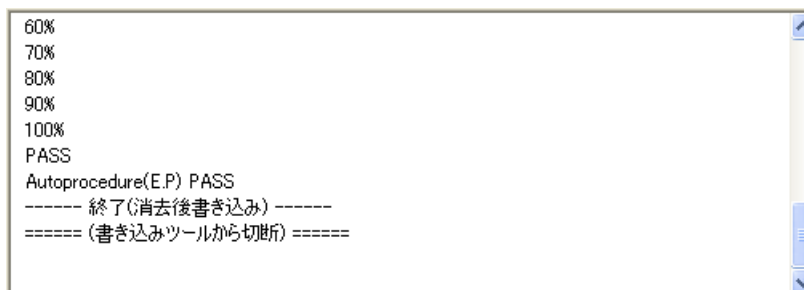 60%
70%
80%
90%
100%
PASS
Autoprocedure(E.P) PASS
------ 終了(消去後書き込み) ------
====== (書き込みツールから切断) ======